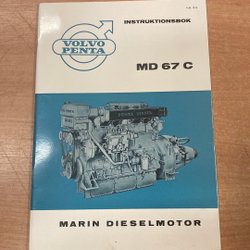 INSTRUKTIONSBOK
VOLVO
PENTA
MD 67 C
MARIN DIESELMOTOR